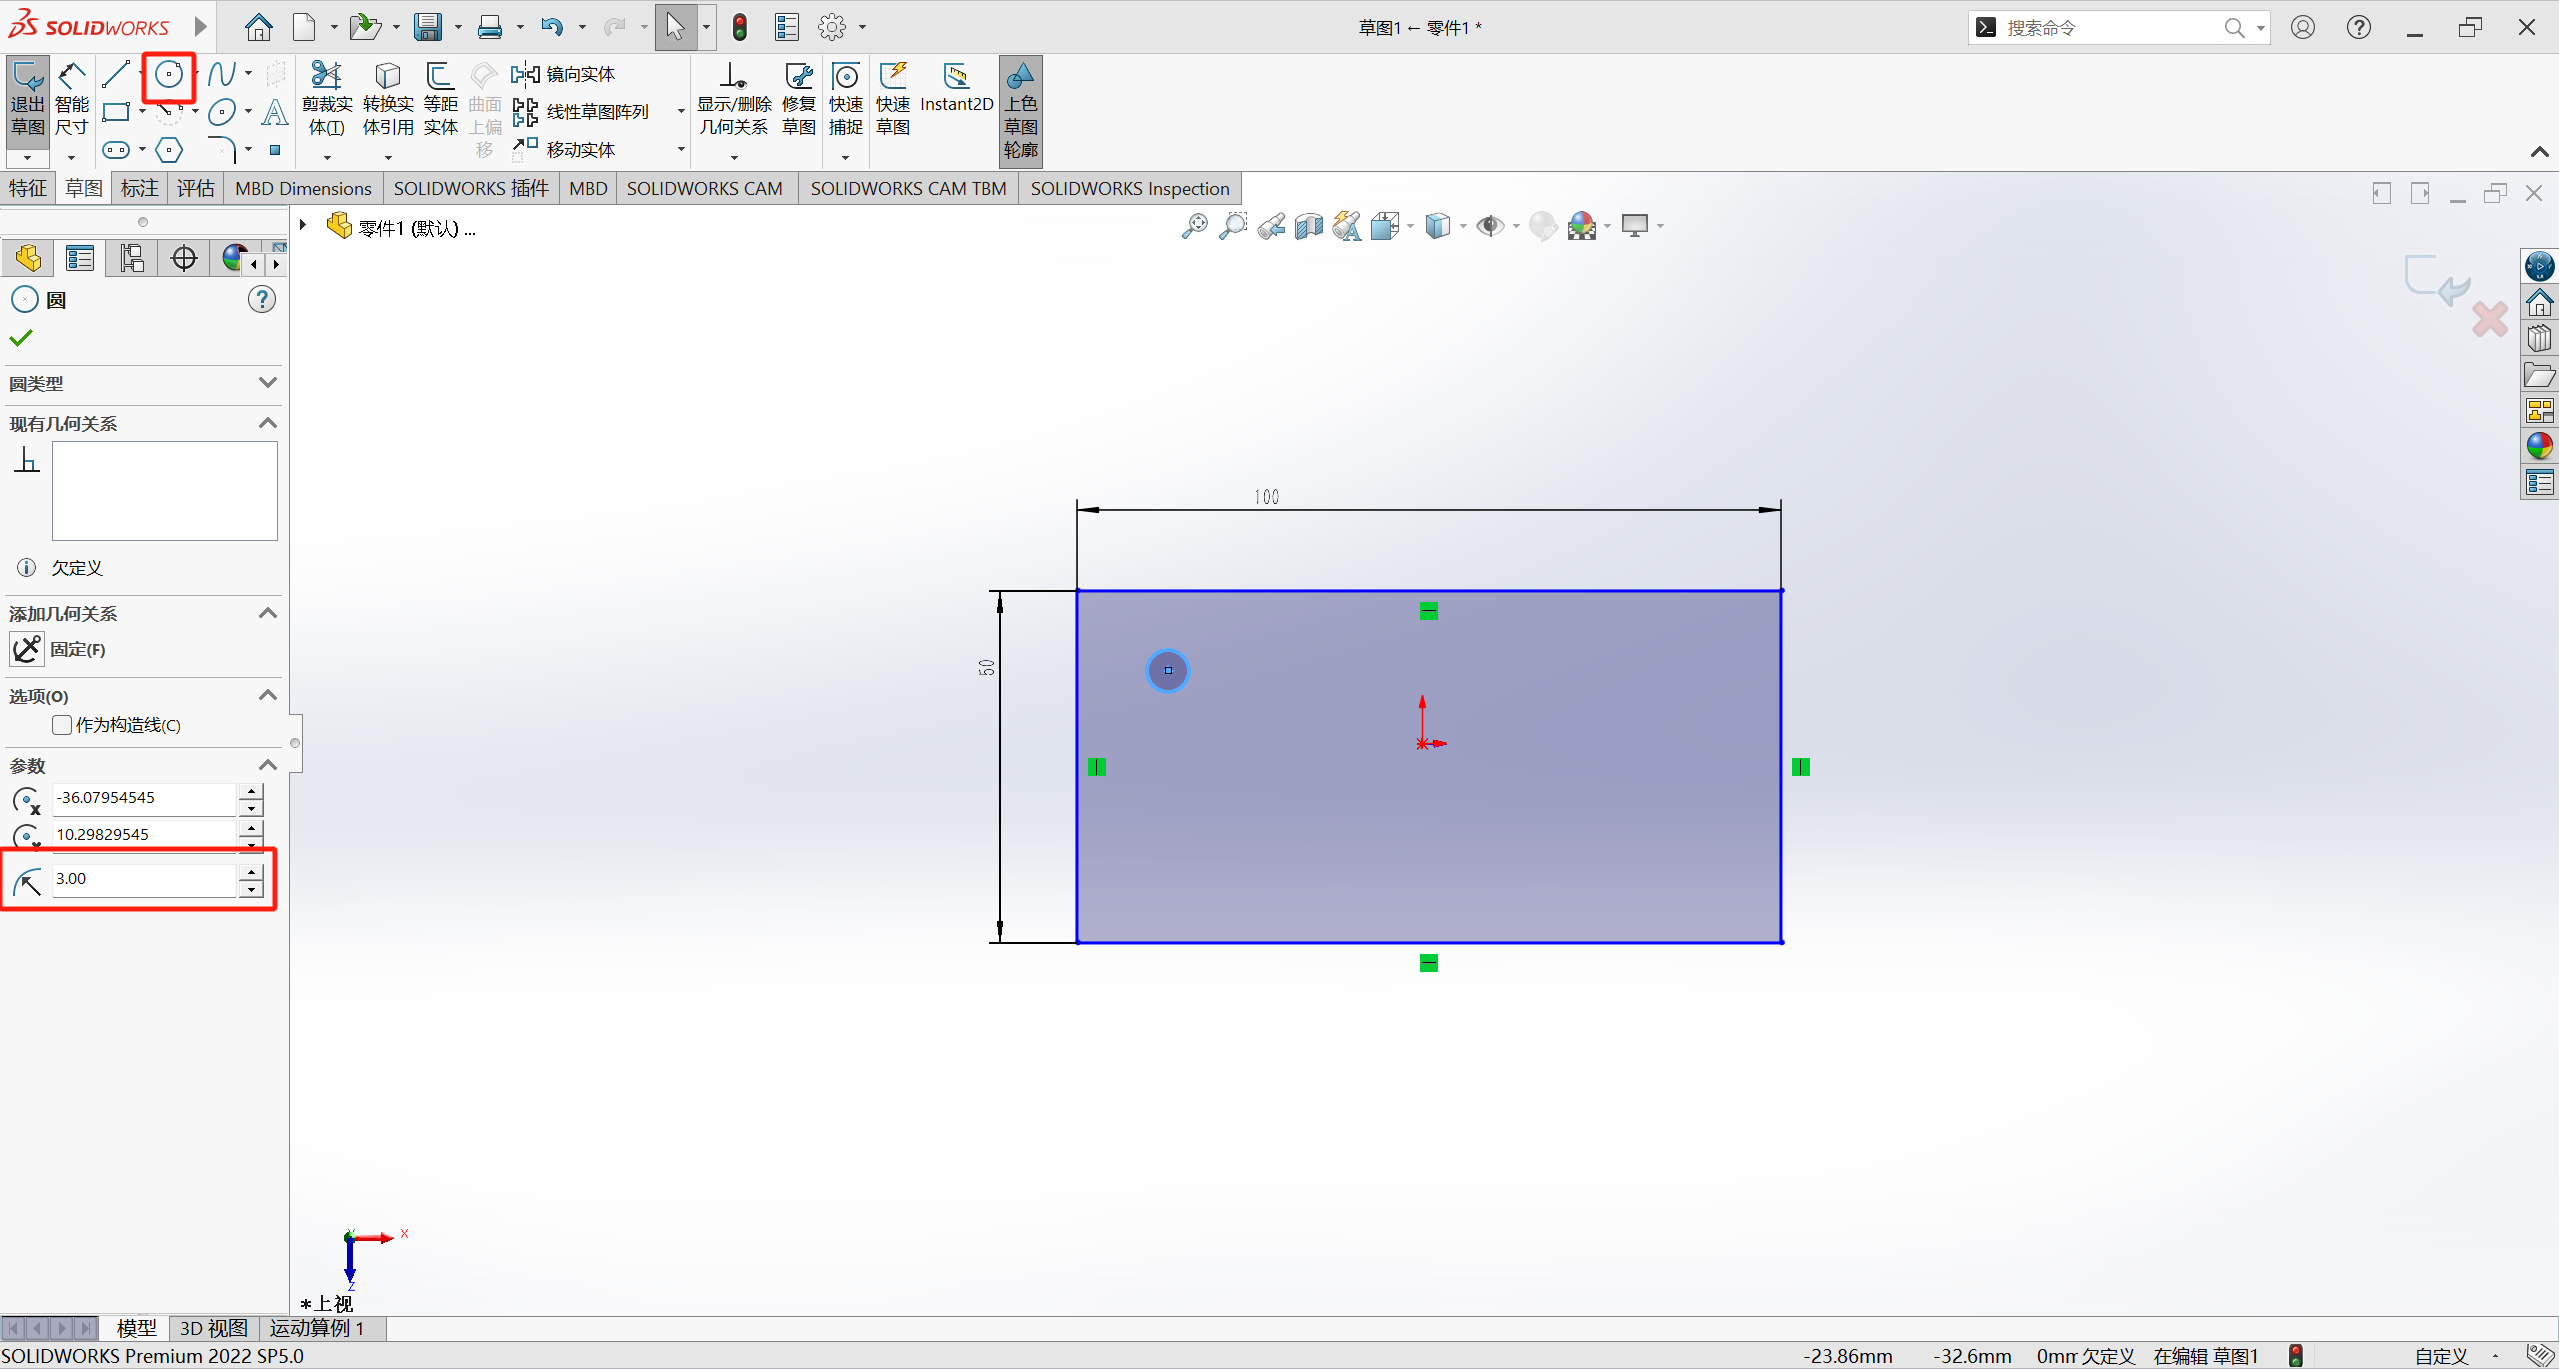 SOLIDWORKS
草图1 ← 零件1 *
搜索命令
退出草图
智能尺寸
剪裁实体(T)
转换实体引用
等距实体
曲面上偏移
镜向实体
线性草图阵列
移动实体
显示/删除几何关系
修复草图
快速捕捉
快速草图
Instant2D
上色草图轮廓
特征 草图 标注 评估 MBD Dimensions SOLIDWORKS 插件 MBD SOLIDWORKS CAM SOLIDWORKS CAM TBM SOLIDWORKS Inspection
零件1 (默认) ...
圆
圆类型
现有几何关系
欠定义
添加几何关系
固定(F)
选项(O)
作为构造线(C)
参数
-36.07954545
10.29829545
3.00
100
50
X
Y
Z
*上视
模型 3D 视图 运动算例 1
SOLIDWORKS Premium 2022 SP5.0
-23.86mm -32.6mm 0mm 欠定义 在编辑 草图1 自定义